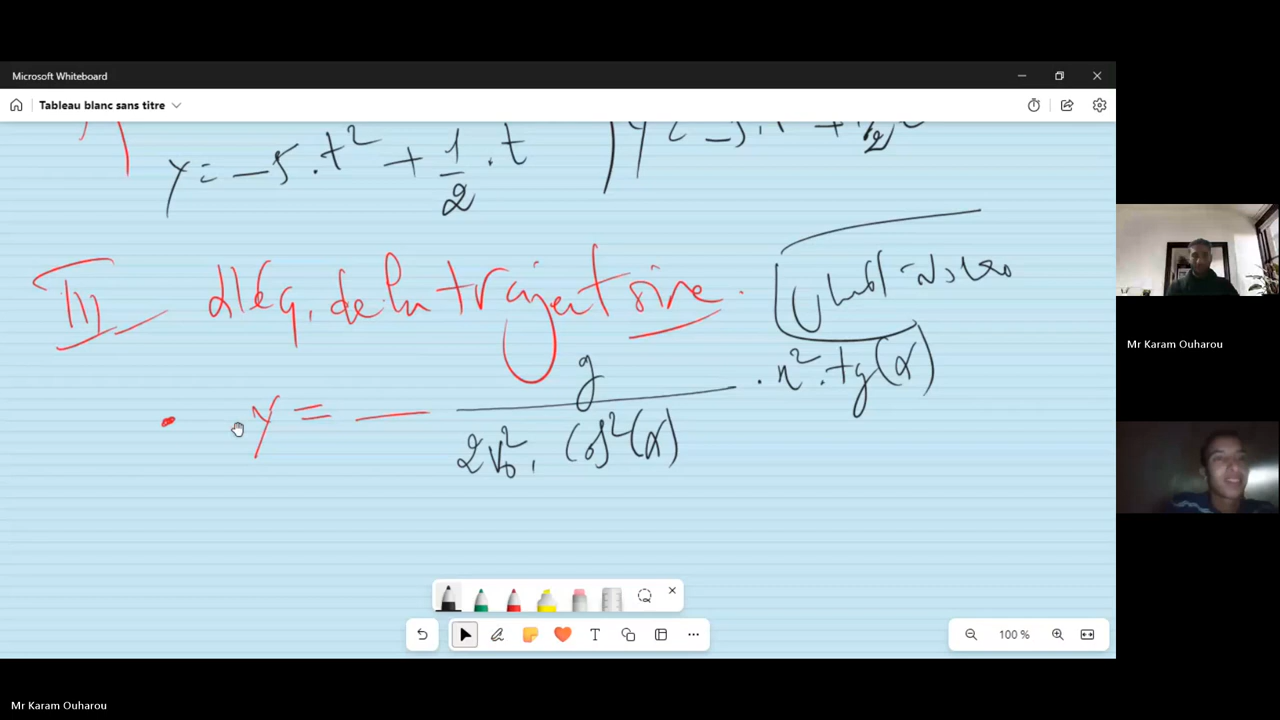 Microsoft Whiteboard
Tableau blanc sans titre
y = -5.t² + 1/2 .t
III d'éq. de la trajectoire.
y = — g / 2V₀². cos²(α) . x². tg(α)
100 %
Mr Karam Ouharou
Mr Karam Ouharou